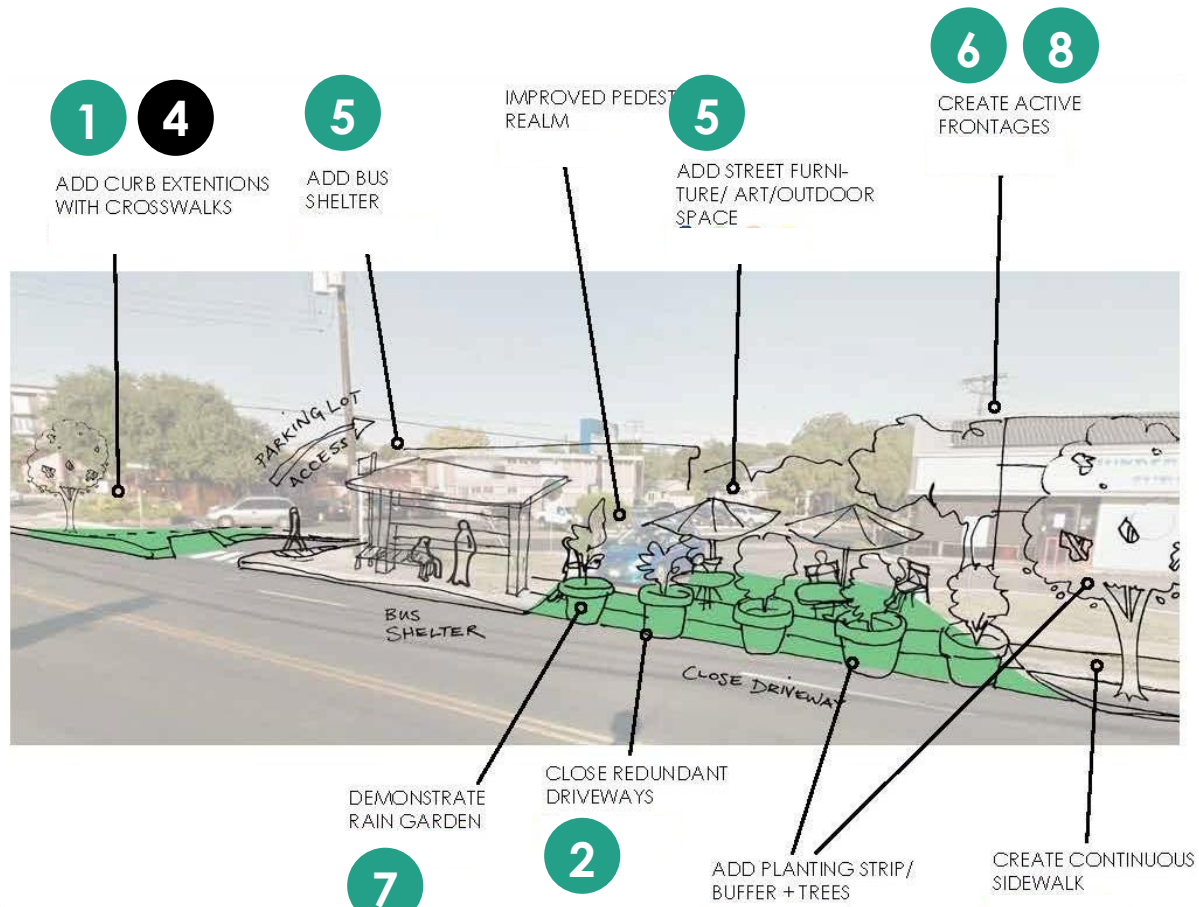 6 8
CREATE ACTIVE
FRONTAGES
1 4
ADD CURB EXTENTIONS
WITH CROSSWALKS
5
ADD BUS
SHELTER
IMPROVED PEDEST
REALM
5
ADD STREET FURNI-
TURE/ ART/OUTDOOR
SPACE
PARKING LOT
ACCESS
BUS
SHELTER
CLOSE DRIVEWAY
DEMONSTRATE
RAIN GARDEN
7
CLOSE REDUNDANT
DRIVEWAYS
2
ADD PLANTING STRIP/
BUFFER + TREES
CREATE CONTINUOUS
SIDEWALK